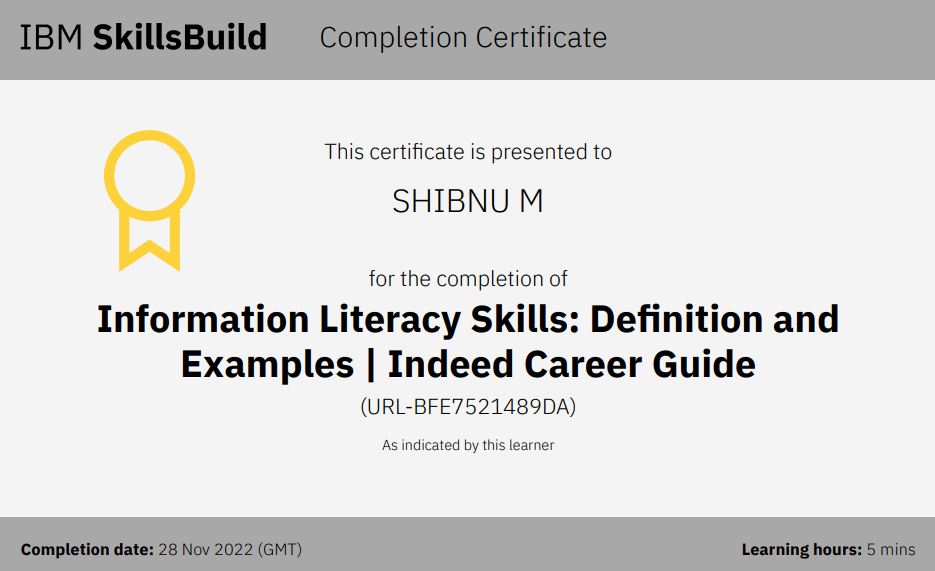 IBM SkillsBuild Completion Certificate
This certificate is presented to
SHIBNU M
for the completion of
Information Literacy Skills: Definition and
Examples | Indeed Career Guide
(URL-BFE7521489DA)
As indicated by this learner
Completion date: 28 Nov 2022 (GMT) Learning hours: 5 mins